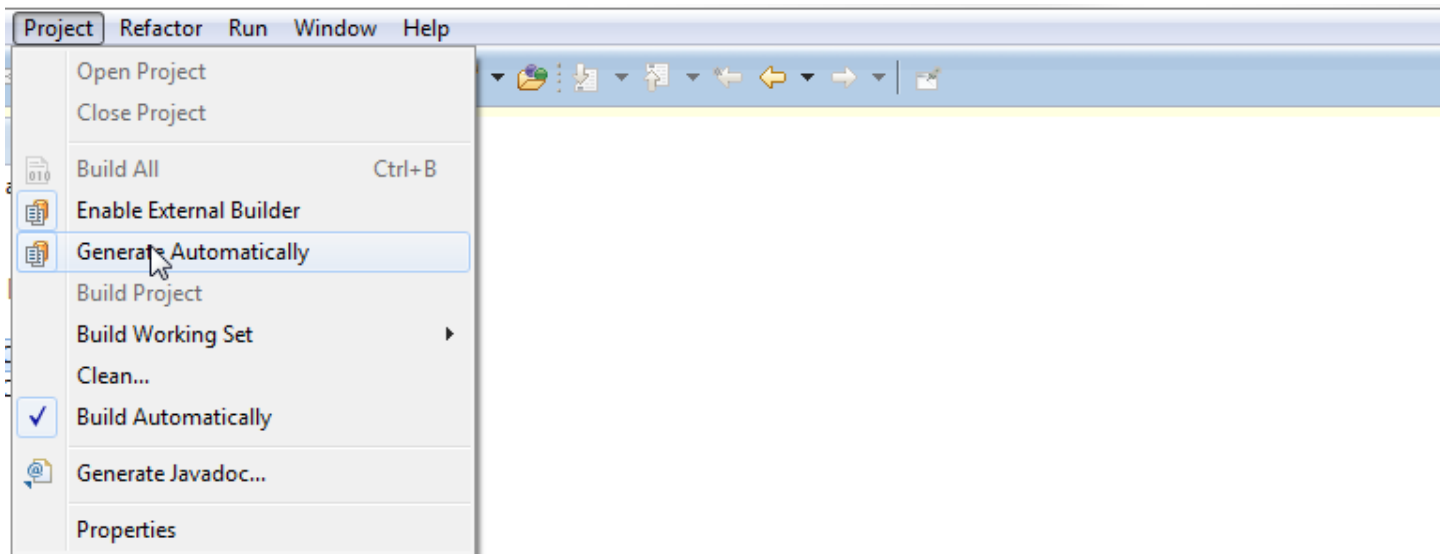 Project Refactor Run Window Help
Open Project
Close Project
Build All Ctrl+B
Enable External Builder
Generate Automatically
Build Project
Build Working Set
Clean...
Build Automatically
Generate Javadoc...
Properties